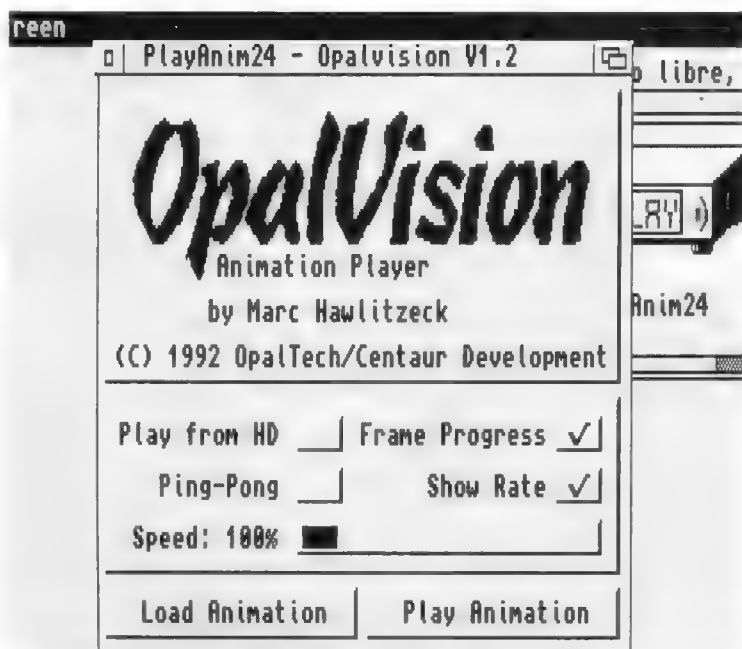 reen
PlayAnim24 - Opalvision V1.2
libre,
OpalVision
Animation Player
by Marc Hawlitzeck
Anim24
(C) 1992 OpalTech/Centaur Development
Play from HD
Frame Progress
Ping-Pong
Show Rate
Speed: 100%
Load Animation
Play Animation